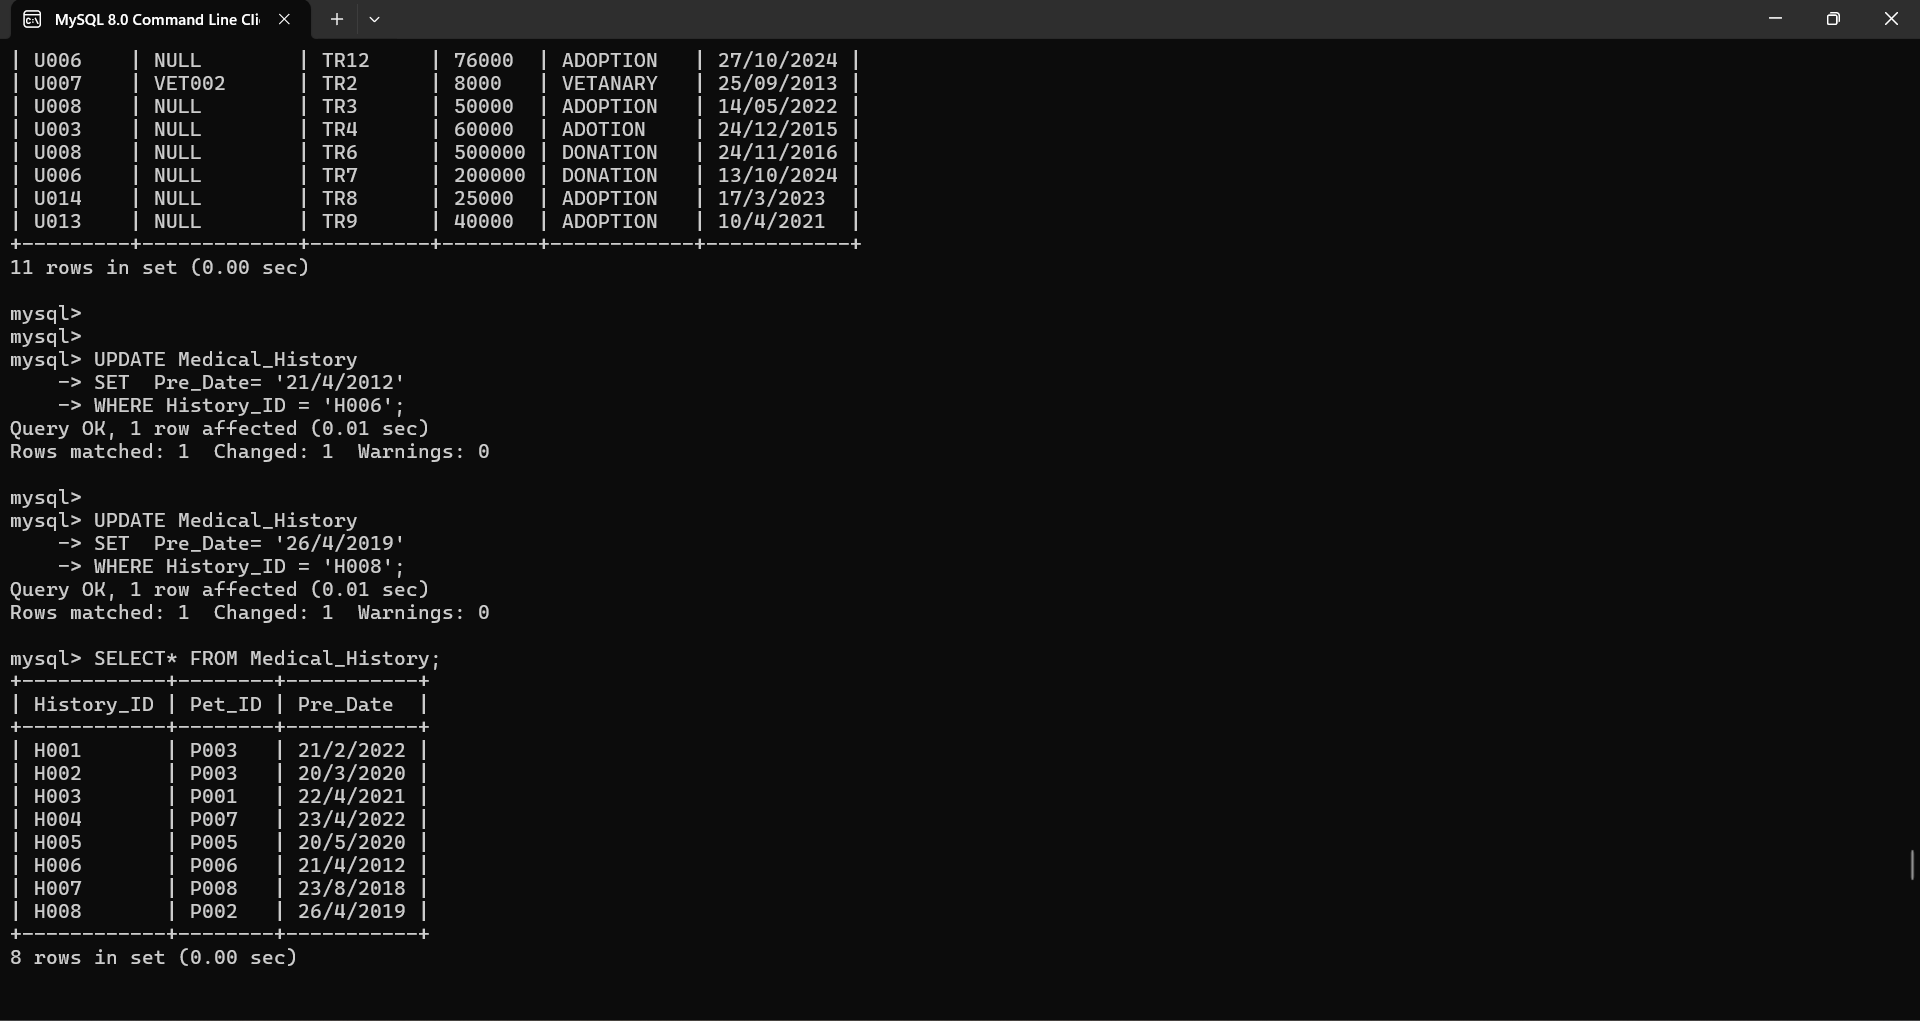 MySQL 8.0 Command Line Cli
| U006    | NULL        | TR12     | 76000  | ADOPTION   | 27/10/2024 |
| U007    | VET002      | TR2      | 8000   | VETANARY   | 25/09/2013 |
| U008    | NULL        | TR3      | 50000  | ADOPTION   | 14/05/2022 |
| U003    | NULL        | TR4      | 60000  | ADOTION    | 24/12/2015 |
| U008    | NULL        | TR6      | 500000 | DONATION   | 24/11/2016 |
| U006    | NULL        | TR7      | 200000 | DONATION   | 13/10/2024 |
| U014    | NULL        | TR8      | 25000  | ADOPTION   | 17/3/2023  |
| U013    | NULL        | TR9      | 40000  | ADOPTION   | 10/4/2021  |
+---------+-------------+----------+--------+------------+------------+
11 rows in set (0.00 sec)
mysql>
mysql>
mysql> UPDATE Medical_History
    -> SET  Pre_Date= '21/4/2012'
    -> WHERE History_ID = 'H006';
Query OK, 1 row affected (0.01 sec)
Rows matched: 1  Changed: 1  Warnings: 0
mysql>
mysql> UPDATE Medical_History
    -> SET  Pre_Date= '26/4/2019'
    -> WHERE History_ID = 'H008';
Query OK, 1 row affected (0.01 sec)
Rows matched: 1  Changed: 1  Warnings: 0
mysql> SELECT* FROM Medical_History;
+------------+--------+-----------+
| History_ID | Pet_ID | Pre_Date  |
+------------+--------+-----------+
| H001       | P003   | 21/2/2022 |
| H002       | P003   | 20/3/2020 |
| H003       | P001   | 22/4/2021 |
| H004       | P007   | 23/4/2022 |
| H005       | P005   | 20/5/2020 |
| H006       | P006   | 21/4/2012 |
| H007       | P008   | 23/8/2018 |
| H008       | P002   | 26/4/2019 |
+------------+--------+-----------+
8 rows in set (0.00 sec)